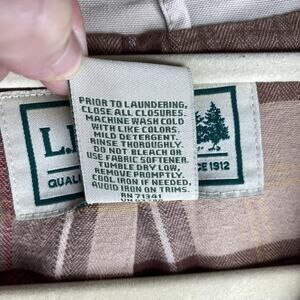 PRIOR TO LAUNDERING,
CLOSE ALL CLOSURES.
MACHINE WASH COLD
WITH LIKE COLORS.
MILD DETERGENT.
RINSE THOROUGHLY.
DO NOT BLEACH OR
USE FABRIC SOFTENER.
TUMBLE DRY LOW,
REMOVE PROMPTLY.
COOL IRON IF NEEDED,
AVOID IRON ON TRIMS.
RN 71341
L.
QUAL
CE 1912